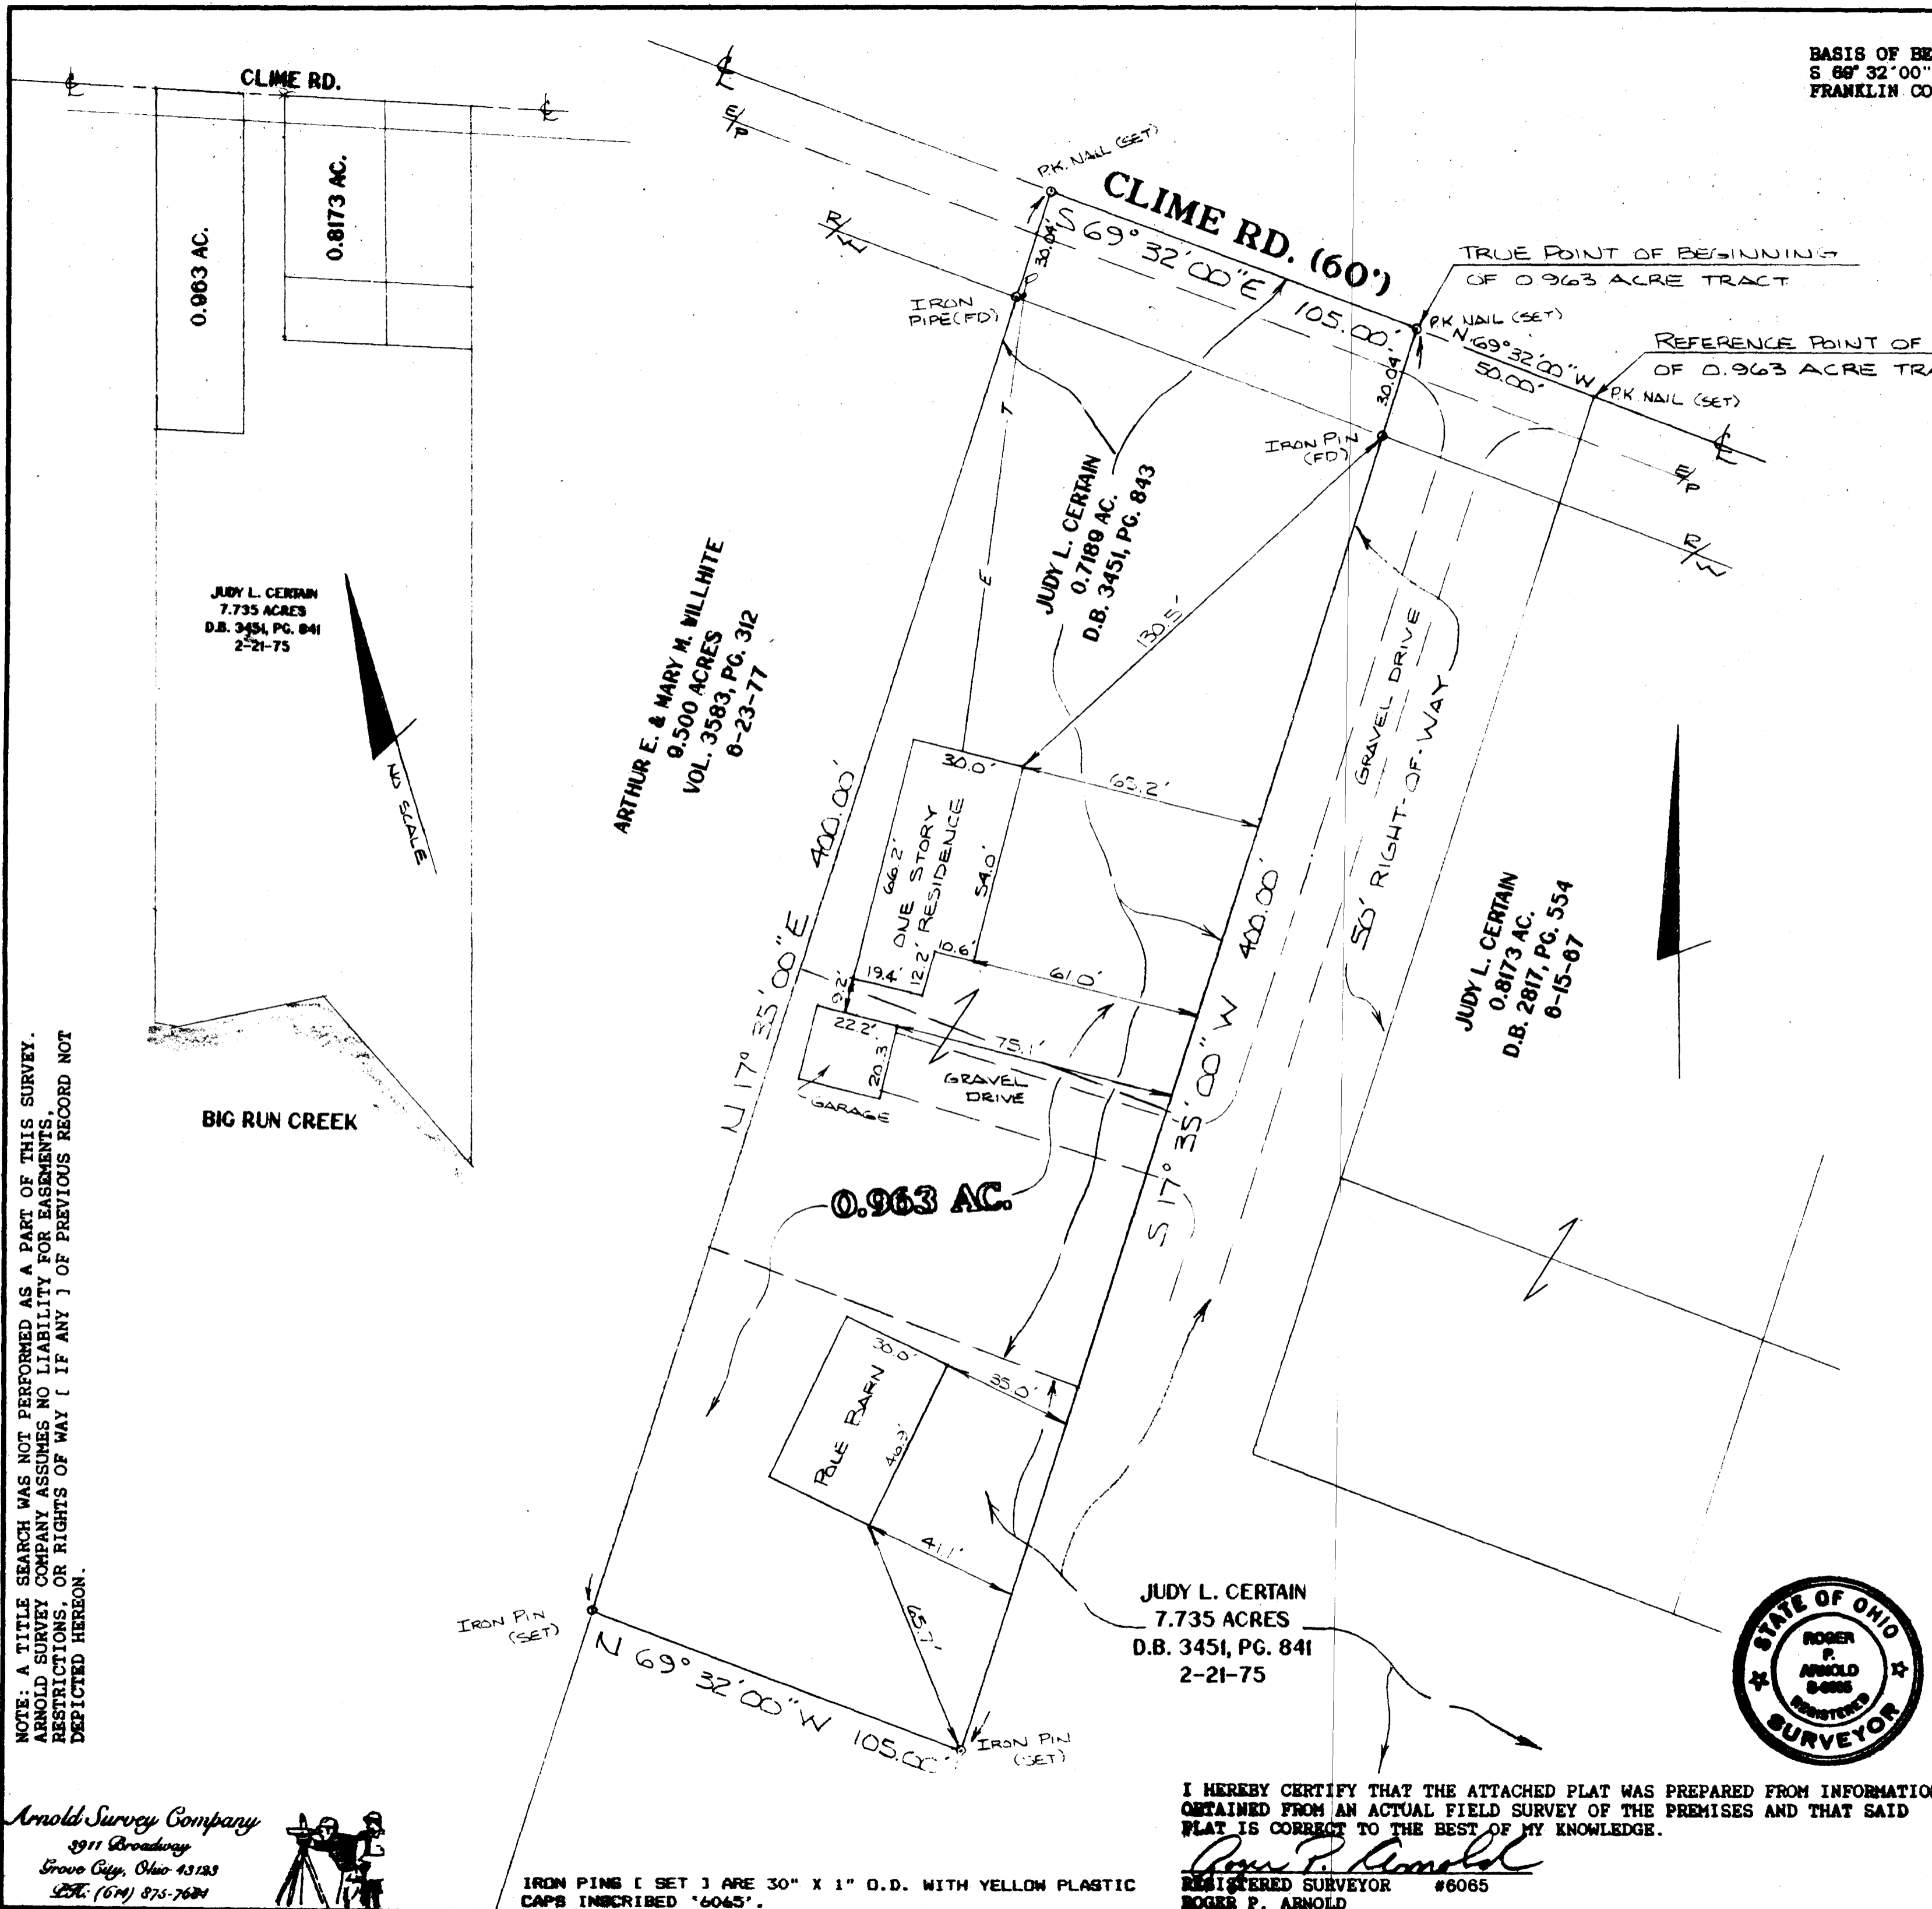 BASIS OF BE
S 69° 32'00"
FRANKLIN CO
CLIME RD.
0.963 AC.
0.8173 AC.
JUDY L. CERTAIN
7.735 ACRES
D.B. 3451, PG. 841
2-21-75
NO SCALE
BIG RUN CREEK
E/P
R/W
P.K. NAIL (SET)
CLIME RD. (60')
S 69° 32' 00" E 105.00'
30.04'
IRON
PIPE (FD)
TRUE POINT OF BEGINNING
OF 0.963 ACRE TRACT
P.K. NAIL (SET)
N 69° 32' 00" W
50.00'
REFERENCE POINT OF
OF 0.963 ACRE TRA
P.K. NAIL (SET)
30.04'
IRON PIN
(FD)
E/P
R/W
T
E
JUDY L. CERTAIN
0.7189 AC.
D.B. 3451, PG. 843
ARTHUR E. & MARY M. WILLHITE
9.500 ACRES
VOL. 3583, PG. 312
6-23-77
130.5'
GRAVEL DRIVE
50' RIGHT-OF-WAY
JUDY L. CERTAIN
0.8173 AC.
D.B. 2817, PG. 554
6-15-67
N 17° 35' 00" E 400.00'
S 17° 35' 00" W 400.00'
30.0'
65.2'
66.2'
ONE STORY
RESIDENCE
54.0'
10.6'
12.2'
19.4'
61.0'
9.2'
22.2'
20.3'
75.1'
GARAGE
GRAVEL
DRIVE
0.963 AC.
30.0'
35.0'
POLE BARN
46.9'
41.1'
65.7'
IRON PIN
(SET)
N 69° 32' 00" W 105.00'
IRON PIN
(SET)
JUDY L. CERTAIN
7.735 ACRES
D.B. 3451, PG. 841
2-21-75
NOTE: A TITLE SEARCH WAS NOT PERFORMED AS A PART OF THIS SURVEY.
ARNOLD SURVEY COMPANY ASSUMES NO LIABILITY FOR EASEMENTS,
RESTRICTIONS, OR RIGHTS OF WAY [ IF ANY ] OF PREVIOUS RECORD NOT
DEPICTED HEREON.
STATE OF OHIO
ROGER
P.
ARNOLD
S-6065
REGISTERED
SURVEYOR
I HEREBY CERTIFY THAT THE ATTACHED PLAT WAS PREPARED FROM INFORMATIO
OBTAINED FROM AN ACTUAL FIELD SURVEY OF THE PREMISES AND THAT SAID
PLAT IS CORRECT TO THE BEST OF MY KNOWLEDGE.
Roger P. Arnold
REGISTERED SURVEYOR #6065
ROGER P. ARNOLD
Arnold Survey Company
3911 Broadway
Grove City, Ohio 43123
PH: (614) 875-
IRON PINS [ SET ] ARE 30" X 1" O.D. WITH YELLOW PLASTIC
CAPS INSCRIBED '6065'.